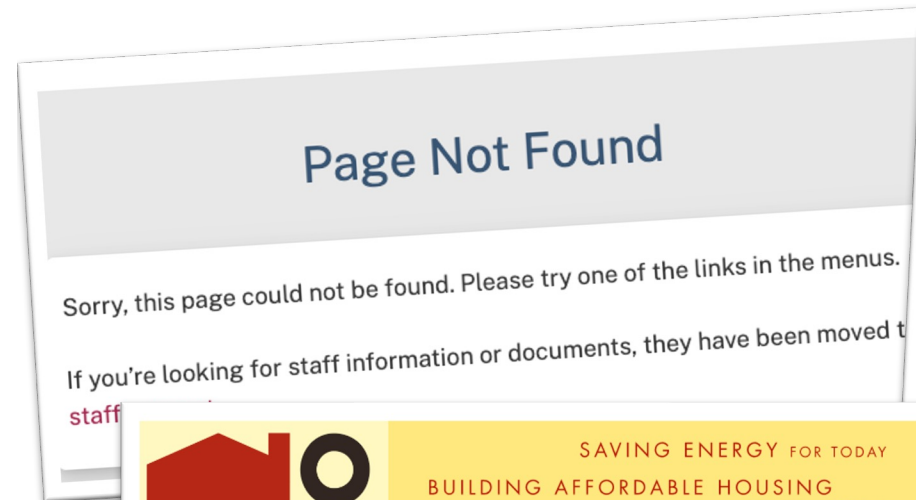 Page Not Found
Sorry, this page could not be found. Please try one of the links in the menus.
If you're looking for staff information or documents, they have been moved t
staff
SAVING ENERGY FOR TODAY
BUILDING AFFORDABLE HOUSING